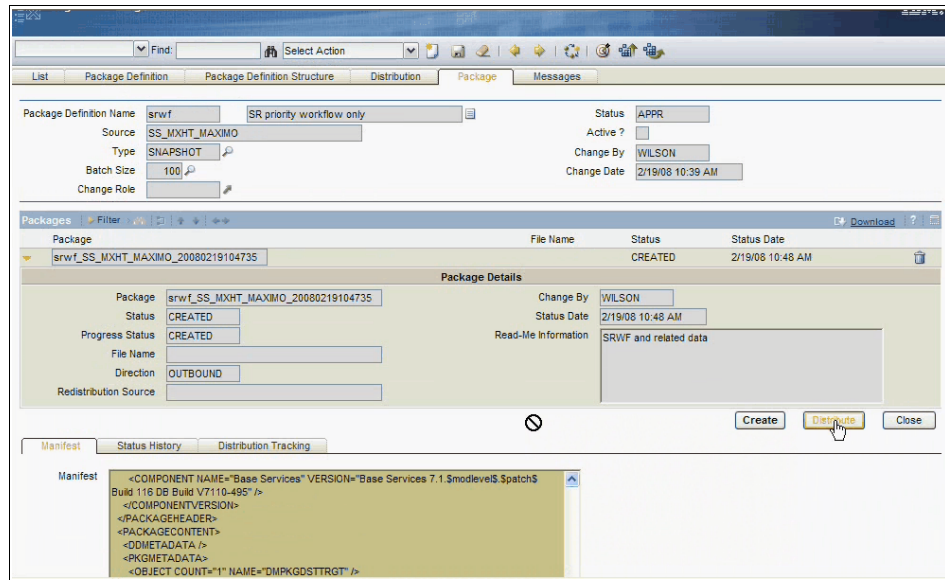 Find: Select Action
List Package Definition Package Definition Structure Distribution Package Messages
Package Definition Name srwf SR priority workflow only Status APPR
Source SS_MXHT_MAXIMO Active ?
Type SNAPSHOT Change By WILSON
Batch Size 100 Change Date 2/19/08 10:39 AM
Change Role
Packages Filter Download ?
Package File Name Status Status Date
srwf_SS_MXHT_MAXIMO_20080219104735 CREATED 2/19/08 10:48 AM
Package Details
Package srwf_SS_MXHT_MAXIMO_20080219104735 Change By WILSON
Status CREATED Status Date 2/19/08 10:48 AM
Progress Status CREATED Read-Me Information SRWF and related data
File Name
Direction OUTBOUND
Redistribution Source
Create Distribute Close
Manifest Status History Distribution Tracking
Manifest <COMPONENT NAME="Base Services" VERSION="Base Services 7.1.$modlevel$.$patch$
Build 116 DB Build V7110-495" />
</COMPONENTVERSION>
</PACKAGEHEADER>
<PACKAGECONTENT>
<DDMETADATA />
<PKGMETADATA>
<OBJECT COUNT="1" NAME="DMPKGDSTTRGT" />